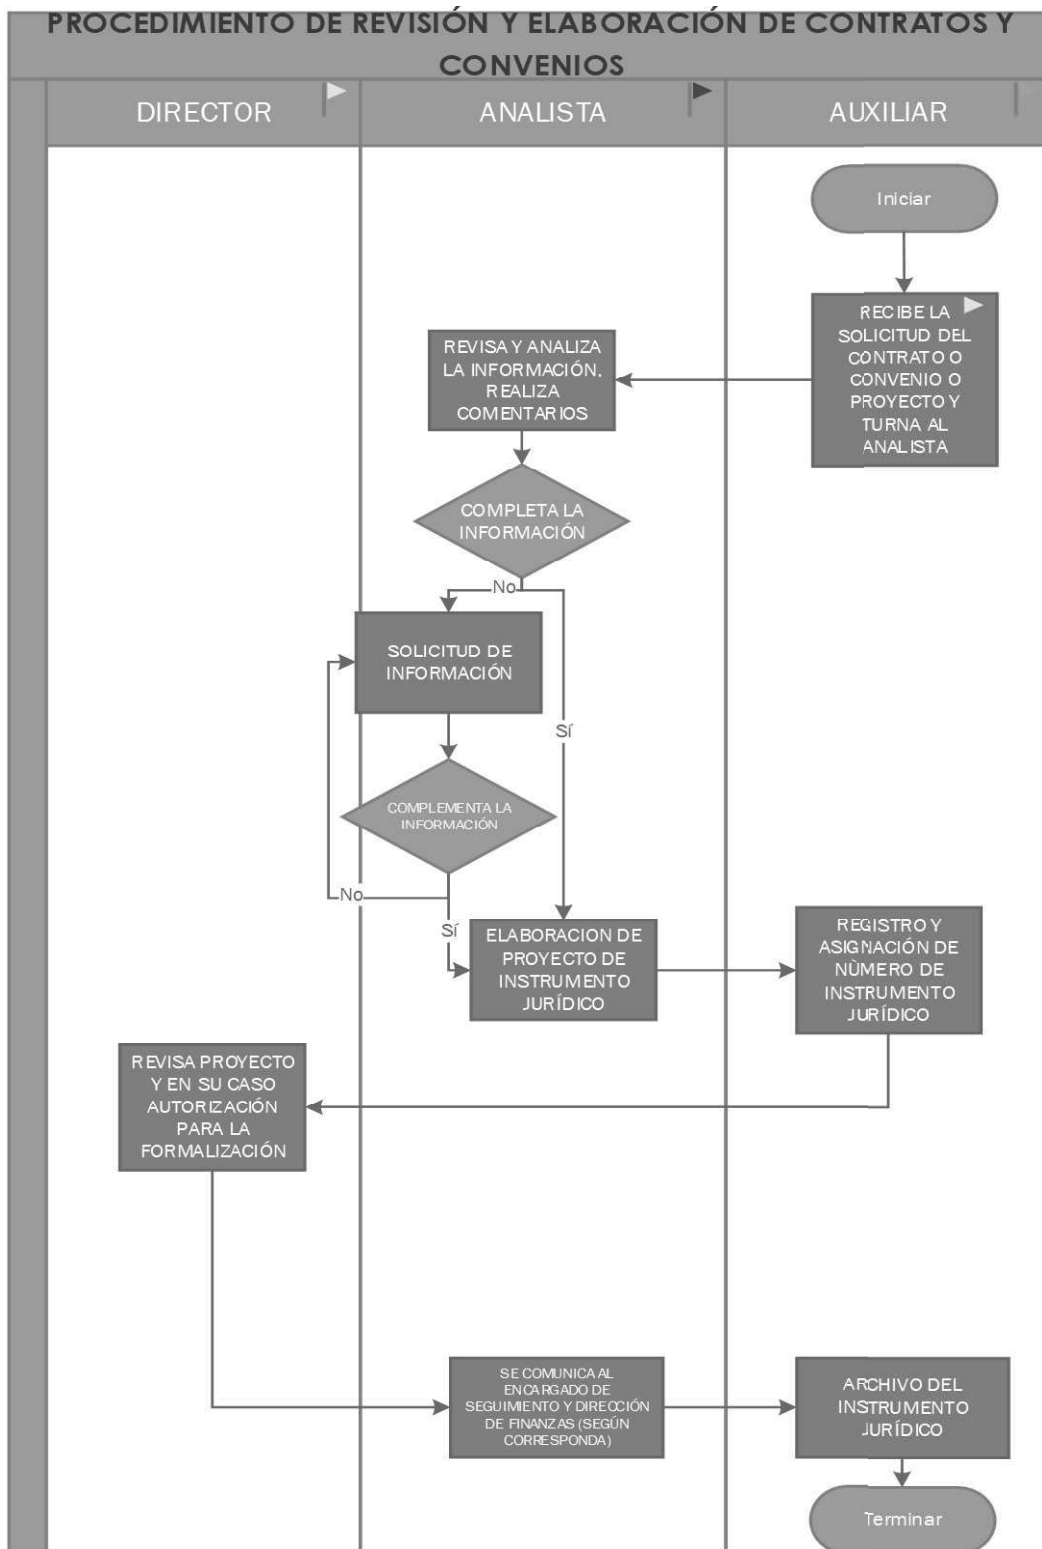 PROCEDIMIENTO DE REVISIÓN Y ELABORACIÓN DE CONTRATOS Y
CONVENIOS
DIRECTOR
ANALISTA
AUXILIAR
Iniciar
RECIBE LA
SOLICITUD DEL
CONTRATO O
CONVENIO O
PROYECTO Y
TURNA AL
ANALISTA
REVISA Y ANALIZA
LA INFORMACIÓN.
REALIZA
COMENTARIOS
COMPLETA LA
INFORMACIÓN
No
SOLICITUD DE
INFORMACIÓN
Sí
COMPLEMENTA LA
INFORMACIÓN
No
Sí
ELABORACION DE
PROYECTO DE
INSTRUMENTO
JURÍDICO
REGISTRO Y
ASIGNACIÓN DE
NÙMERO DE
INSTRUMENTO
JURÍDICO
REVISA PROYECTO
Y EN SU CASO
AUTORIZACIÓN
PARA LA
FORMALIZACIÓN
SE COMUNICA AL
ENCARGADO DE
SEGUIMIENTO Y DIRECCIÓN
DE FINANZAS (SEGÚN
CORRESPONDA)
ARCHIVO DEL
INSTRUMENTO
JURÍDICO
Terminar